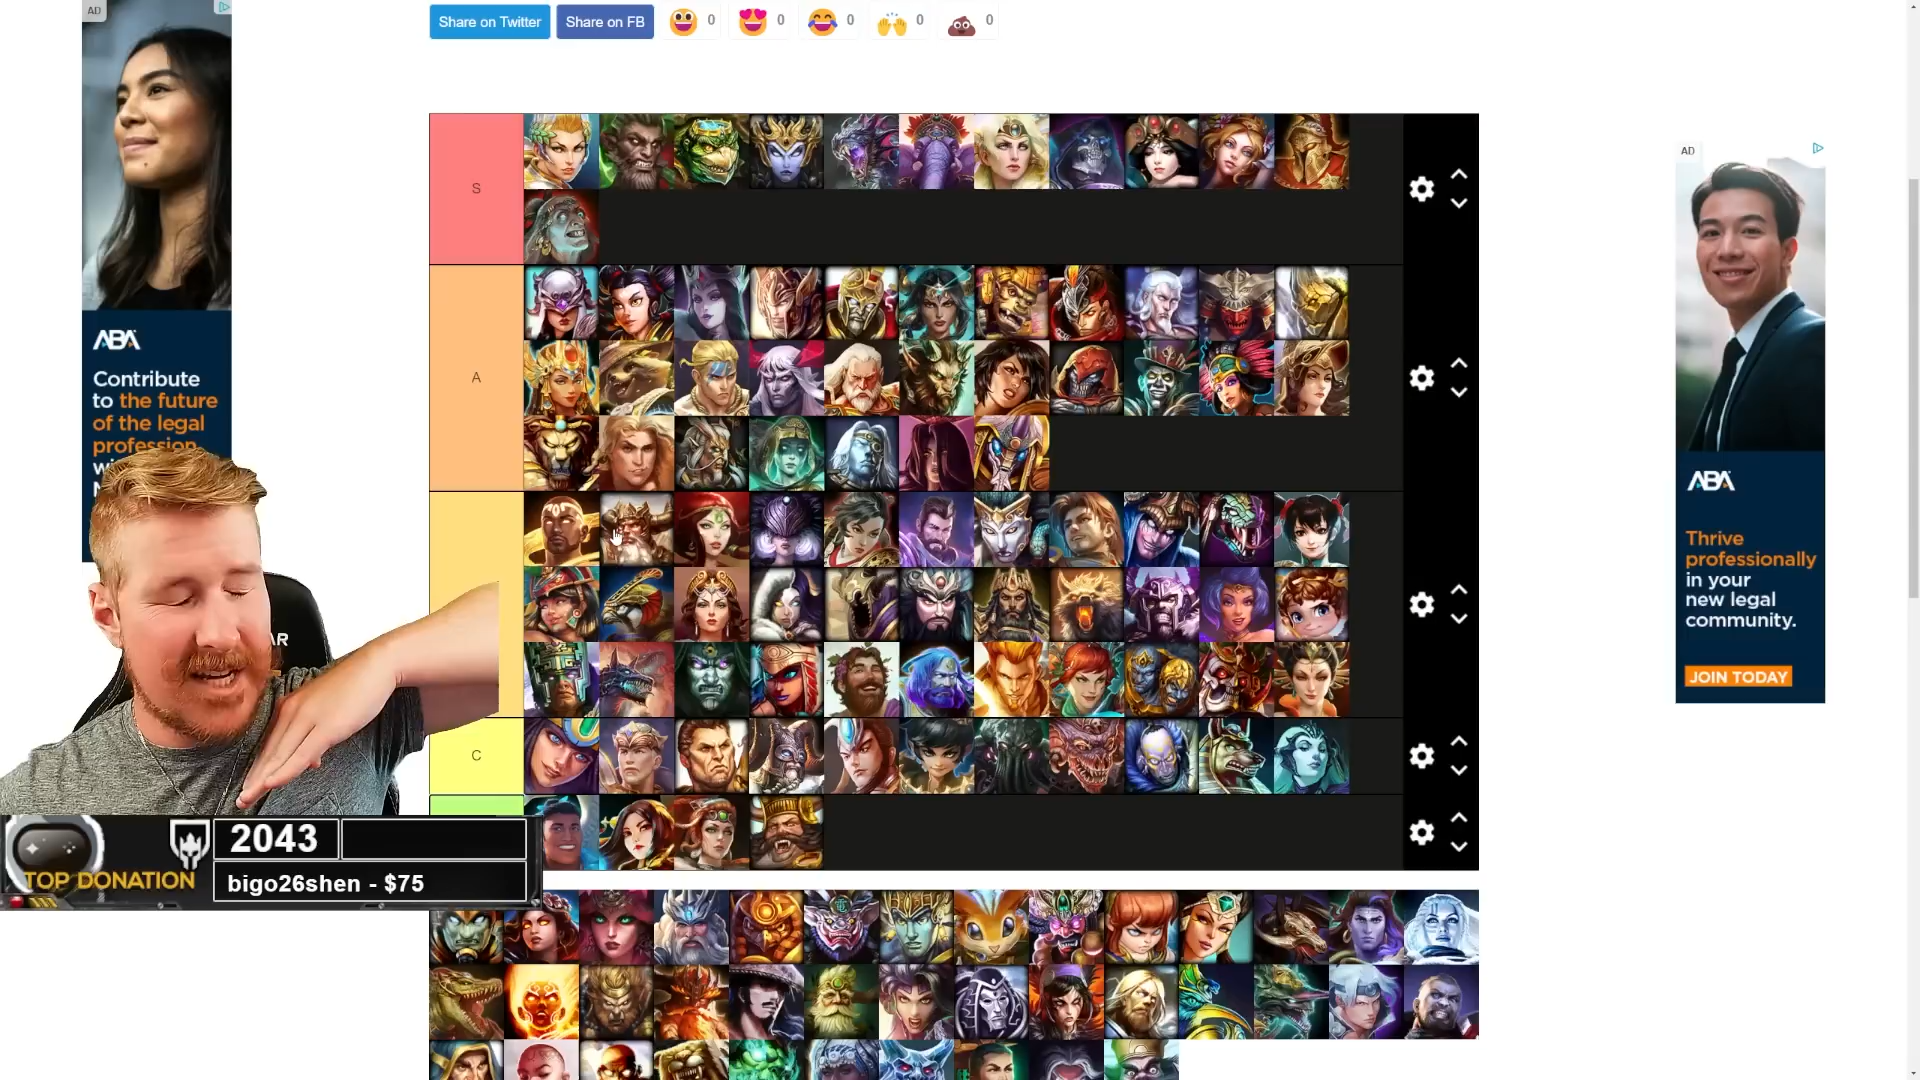 AD
Share on Twitter
Share on FB
0
0
0
0
0
AD
S
A
C
ABA
Contribute
to the future
of the legal
profession
ABA
Thrive
professionally
in your
new legal
community.
JOIN TODAY
2043
TOP DONATION
bigo26shen - $75